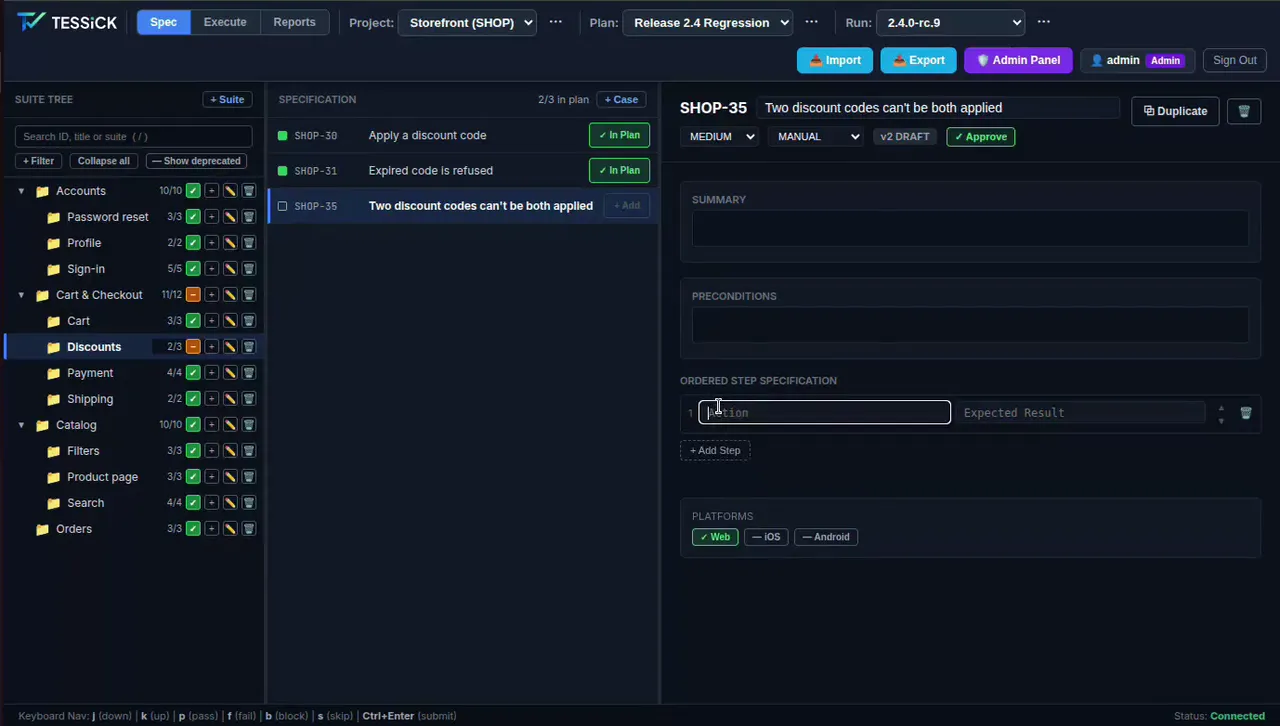 TESSiCK Spec Execute Reports Project: Storefront (SHOP) ··· Plan: Release 2.4 Regression ··· Run: 2.4.0-rc.9 ···
Import Export Admin Panel admin Admin Sign Out
SUITE TREE + Suite
Search ID, title or suite ( / )
+ Filter Collapse all — Show deprecated
Accounts 10/10
Password reset 3/3
Profile 2/2
Sign-in 5/5
Cart & Checkout 11/12
Cart 3/3
Discounts 2/3
Payment 4/4
Shipping 2/2
Catalog 10/10
Filters 3/3
Product page 3/3
Search 4/4
Orders 3/3
SPECIFICATION 2/3 in plan + Case
SHOP-30 Apply a discount code ✓ In Plan
SHOP-31 Expired code is refused ✓ In Plan
SHOP-35 Two discount codes can't be both applied + Add
SHOP-35 Two discount codes can't be both applied Duplicate
MEDIUM MANUAL v2 DRAFT ✓ Approve
SUMMARY
PRECONDITIONS
ORDERED STEP SPECIFICATION
1 Action Expected Result
+ Add Step
PLATFORMS
✓ Web — iOS — Android
Keyboard Nav: j (down) | k (up) | p (pass) | f (fail) | b (block) | s (skip) | Ctrl+Enter (submit) Status: Connected